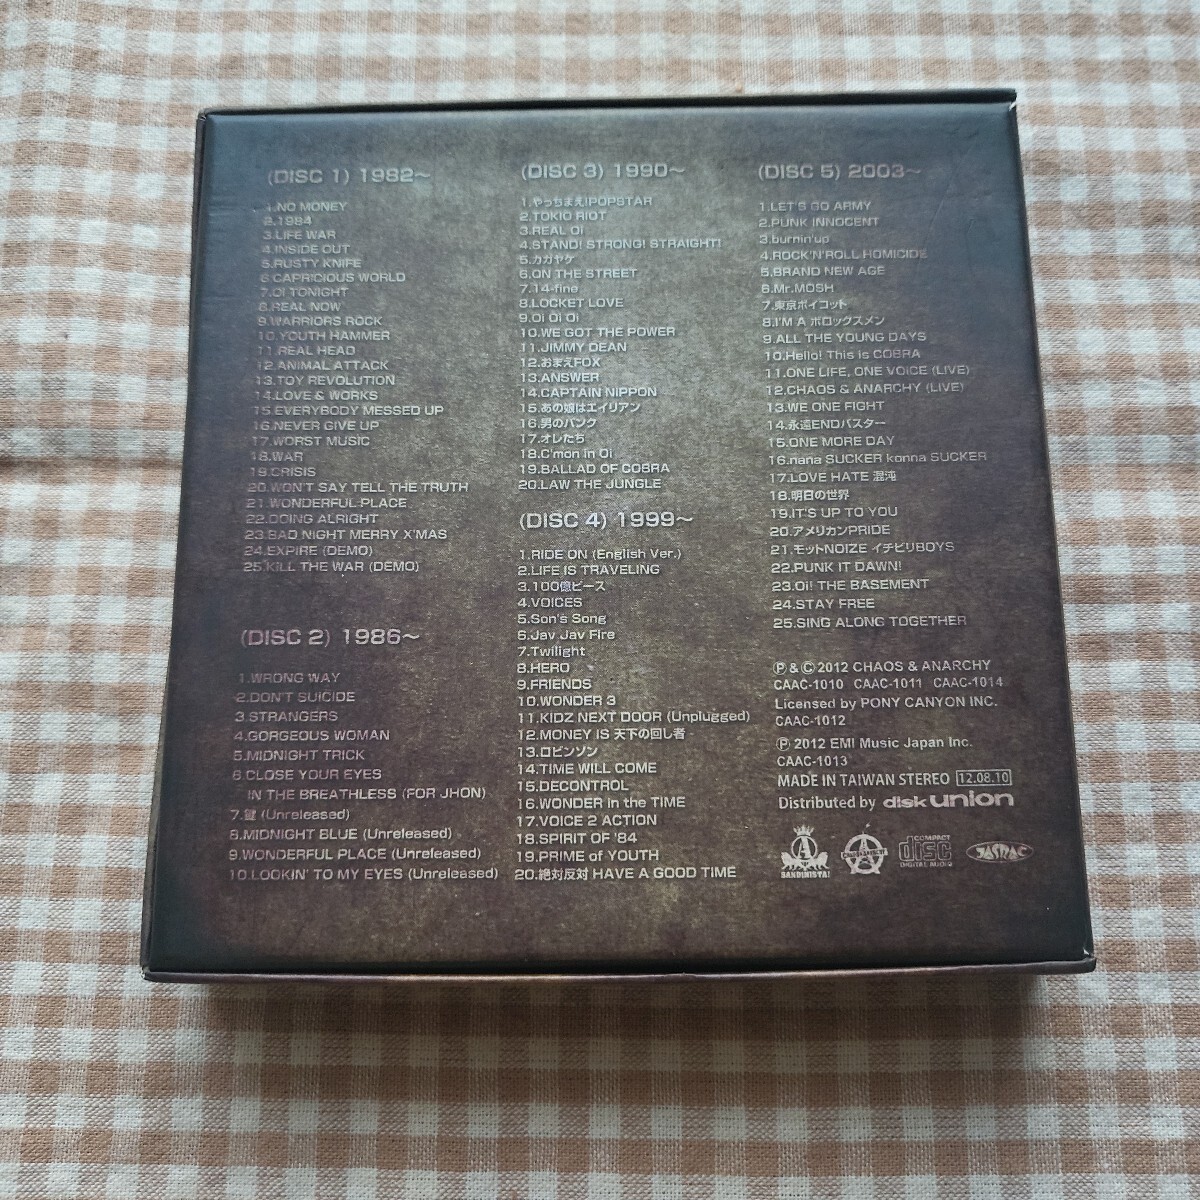 (DISC 1) 1982～
1.NO MONEY
2.1984
3.LIFE WAR
4.INSIDE OUT
5.RUSTY KNIFE
6.CAPRICIOUS WORLD
7.OI TONIGHT
8.REAL NOW
9.WARRIORS ROCK
10.YOUTH HAMMER
11.REAL HEAD
12.ANIMAL ATTACK
13.TOY REVOLUTION
14.LOVE & WORKS
15.EVERYBODY MESSED UP
16.NEVER GIVE UP
17.WORST MUSIC
18.WAR
19.CRISIS
20.WON'T SAY TELL THE TRUTH
21.WONDERFUL PLACE
22.DOING ALRIGHT
23.BAD NIGHT MERRY X'MAS
24.EXPIRE (DEMO)
25.KILL THE WAR (DEMO)
(DISC 2) 1986～
1.WRONG WAY
2.DON'T SUICIDE
3.STRANGERS
4.GORGEOUS WOMAN
5.MIDNIGHT TRICK
6.CLOSE YOUR EYES
IN THE BREATHLESS (FOR JHON)
7.鍵 (Unreleased)
8.MIDNIGHT BLUE (Unreleased)
9.WONDERFUL PLACE (Unreleased)
10.LOOKIN' TO MY EYES (Unreleased)
(DISC 3) 1990～
1.やっちまえ!POPSTAR
2.TOKIO RIOT
3.REAL Oi
4.STAND! STRONG! STRAIGHT!
5.カガヤケ
6.ON THE STREET
7.14-fine
8.LOCKET LOVE
9.Oi Oi Oi
10.WE GOT THE POWER
11.JIMMY DEAN
12.おまえFOX
13.ANSWER
14.CAPTAIN NIPPON
15.あの娘はエイリアン
16.男のパンク
17.オレたち
18.C'mon in Oi
19.BALLAD OF COBRA
20.LAW THE JUNGLE
(DISC 4) 1999～
1.RIDE ON (English Ver.)
2.LIFE IS TRAVELING
3.100億ピース
4.VOICES
5.Son's Song
6.Jav Jav Fire
7.Twilight
8.HERO
9.FRIENDS
10.WONDER 3
11.KIDZ NEXT DOOR (Unplugged)
12.MONEY IS 天下の回し者
13.ロビンソン
14.TIME WILL COME
15.DECONTROL
16.WONDER in the TIME
17.VOICE 2 ACTION
18.SPIRIT OF '84
19.PRIME of YOUTH
20.絶対反対 HAVE A GOOD TIME
(DISC 5) 2003～
1.LET'S GO ARMY
2.PUNK INNOCENT
3.burnin'up
4.ROCK'N'ROLL HOMICIDE
5.BRAND NEW AGE
6.Mr.MOSH
7.東京ボイコット
8.I'M A ボロックスメン
9.ALL THE YOUNG DAYS
10.Hello! This is COBRA
11.ONE LIFE, ONE VOICE (LIVE)
12.CHAOS & ANARCHY (LIVE)
13.WE ONE FIGHT
14.永遠ENDバスター
15.ONE MORE DAY
16.nana SUCKER konna SUCKER
17.LOVE HATE 混沌
18.明日の世界
19.IT'S UP TO YOU
20.アメリカンPRIDE
21.モットNOIZE イチビリBOYS
22.PUNK IT DAWN!
23.Oi! THE BASEMENT
24.STAY FREE
25.SING ALONG TOGETHER
Ⓟ & Ⓒ 2012 CHAOS & ANARCHY
CAAC-1010 CAAC-1011 CAAC-1014
Licensed by PONY CANYON INC.
CAAC-1012
Ⓟ 2012 EMI Music Japan Inc.
CAAC-1013
MADE IN TAIWAN STEREO 12.08.10
Distributed by disk union
SANDINISTA!
COMPACT disc DIGITAL AUDIO
JASRAC